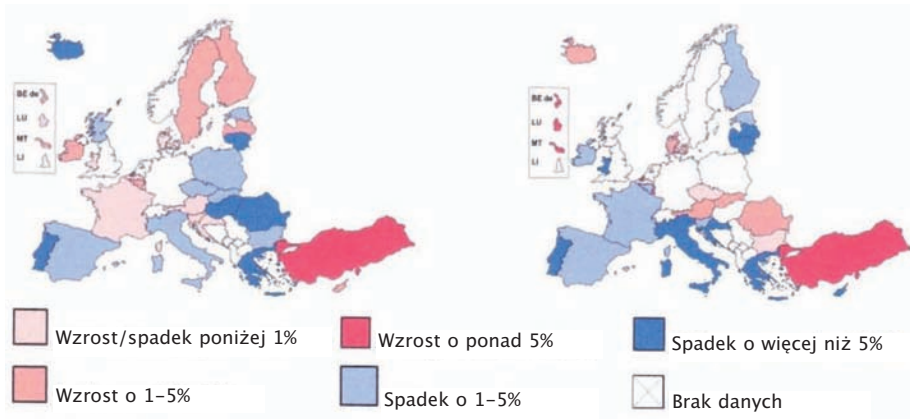 BE de
LU
MT
LI
BE de
LU
MT
LI
Wzrost/spadek poniżej 1%
Wzrost o ponad 5%
Spadek o więcej niż 5%
Wzrost o 1–5%
Spadek o 1–5%
Brak danych